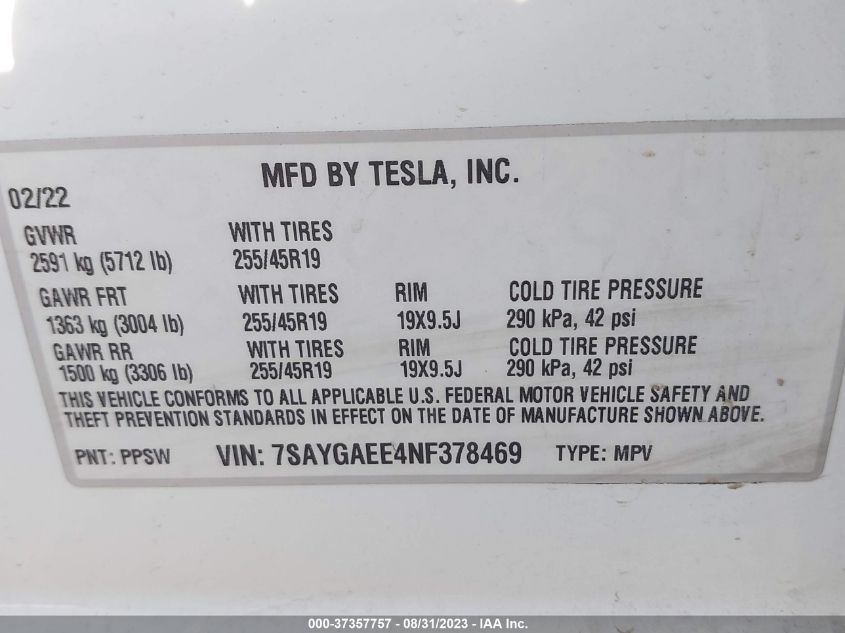 MFD BY TESLA, INC.
02/22
GVWR WITH TIRES
2591 kg (5712 lb) 255/45R19
GAWR FRT WITH TIRES RIM COLD TIRE PRESSURE
1363 kg (3004 lb) 255/45R19 19X9.5J 290 kPa, 42 psi
GAWR RR WITH TIRES RIM COLD TIRE PRESSURE
1500 kg (3306 lb) 255/45R19 19X9.5J 290 kPa, 42 psi
THIS VEHICLE CONFORMS TO ALL APPLICABLE U.S. FEDERAL MOTOR VEHICLE SAFETY AND
THEFT PREVENTION STANDARDS IN EFFECT ON THE DATE OF MANUFACTURE SHOWN ABOVE.
PNT: PPSW VIN: 7SAYGAEE4NF378469 TYPE: MPV
000-37357757 - 08/31/2023 - IAA Inc.